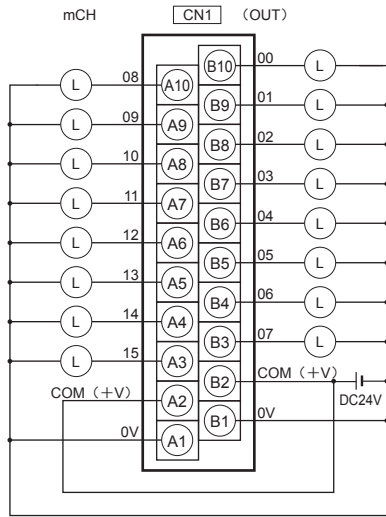 mCH CN1 (OUT)
B10 00 L
L 08 A10
B9 01 L
L 09 A9
B8 02 L
L 10 A8
B7 03 L
L 11 A7
B6 04 L
L 12 A6
B5 05 L
L 13 A5
B4 06 L
L 14 A4
B3 07 L
L 15 A3
B2 COM (+V)
DC24V
COM (+V) A2
B1 0V
0V A1